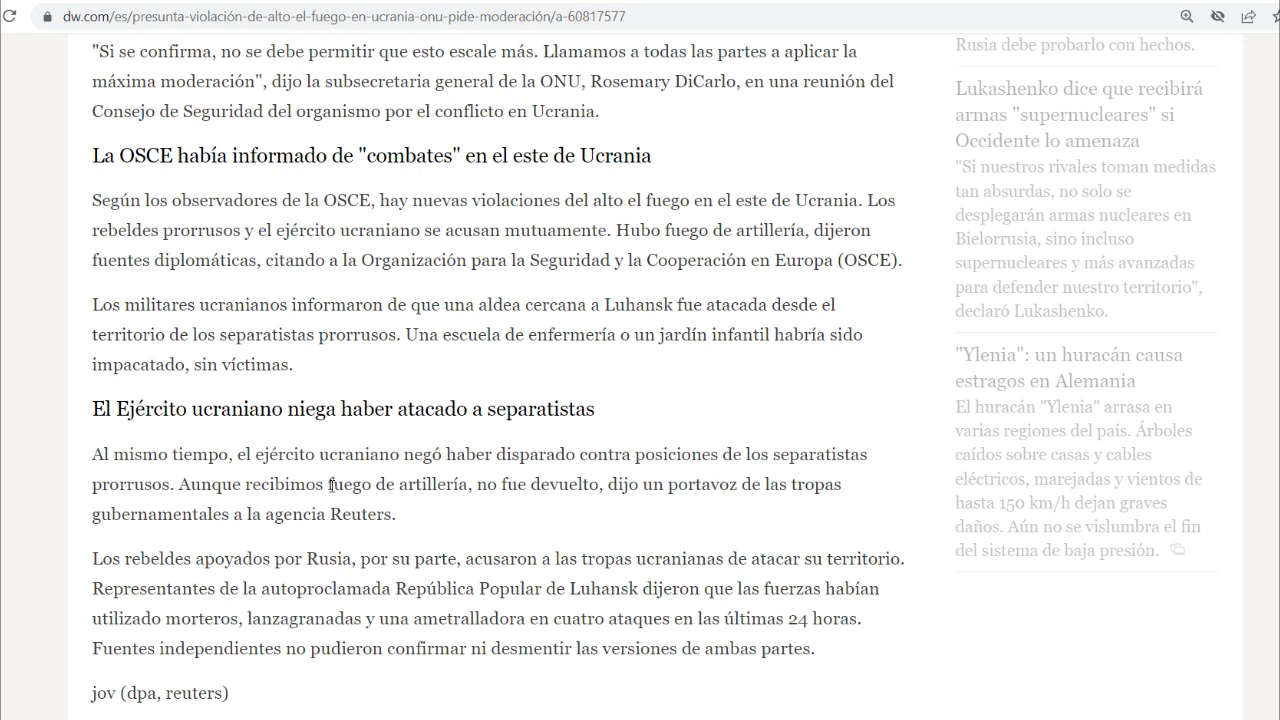 dw.com/es/presunta-violación-de-alto-el-fuego-en-ucrania-onu-pide-moderación/a-60817577
"Si se confirma, no se debe permitir que esto escale más. Llamamos a todas las partes a aplicar la
máxima moderación", dijo la subsecretaria general de la ONU, Rosemary DiCarlo, en una reunión del
Consejo de Seguridad del organismo por el conflicto en Ucrania.
La OSCE había informado de "combates" en el este de Ucrania
Según los observadores de la OSCE, hay nuevas violaciones del alto el fuego en el este de Ucrania. Los
rebeldes prorrusos y el ejército ucraniano se acusan mutuamente. Hubo fuego de artillería, dijeron
fuentes diplomáticas, citando a la Organización para la Seguridad y la Cooperación en Europa (OSCE).
Los militares ucranianos informaron de que una aldea cercana a Luhansk fue atacada desde el
territorio de los separatistas prorrusos. Una escuela de enfermería o un jardín infantil habría sido
impacatado, sin víctimas.
El Ejército ucraniano niega haber atacado a separatistas
Al mismo tiempo, el ejército ucraniano negó haber disparado contra posiciones de los separatistas
prorrusos. Aunque recibimos fuego de artillería, no fue devuelto, dijo un portavoz de las tropas
gubernamentales a la agencia Reuters.
Los rebeldes apoyados por Rusia, por su parte, acusaron a las tropas ucranianas de atacar su territorio.
Representantes de la autoproclamada República Popular de Luhansk dijeron que las fuerzas habían
utilizado morteros, lanzagranadas y una ametralladora en cuatro ataques en las últimas 24 horas.
Fuentes independientes no pudieron confirmar ni desmentir las versiones de ambas partes.
jov (dpa, reuters)
Rusia debe probarlo con hechos.
Lukashenko dice que recibirá
armas "supernucleares" si
Occidente lo amenaza
"Si nuestros rivales toman medidas
tan absurdas, no solo se
desplegarán armas nucleares en
Bielorrusia, sino incluso
supernucleares y más avanzadas
para defender nuestro territorio",
declaró Lukashenko.
"Ylenia": un huracán causa
estragos en Alemania
El huracán "Ylenia" arrasa en
varias regiones del país. Árboles
caídos sobre casas y cables
eléctricos, marejadas y vientos de
hasta 150 km/h dejan graves
daños. Aún no se vislumbra el fin
del sistema de baja presión.